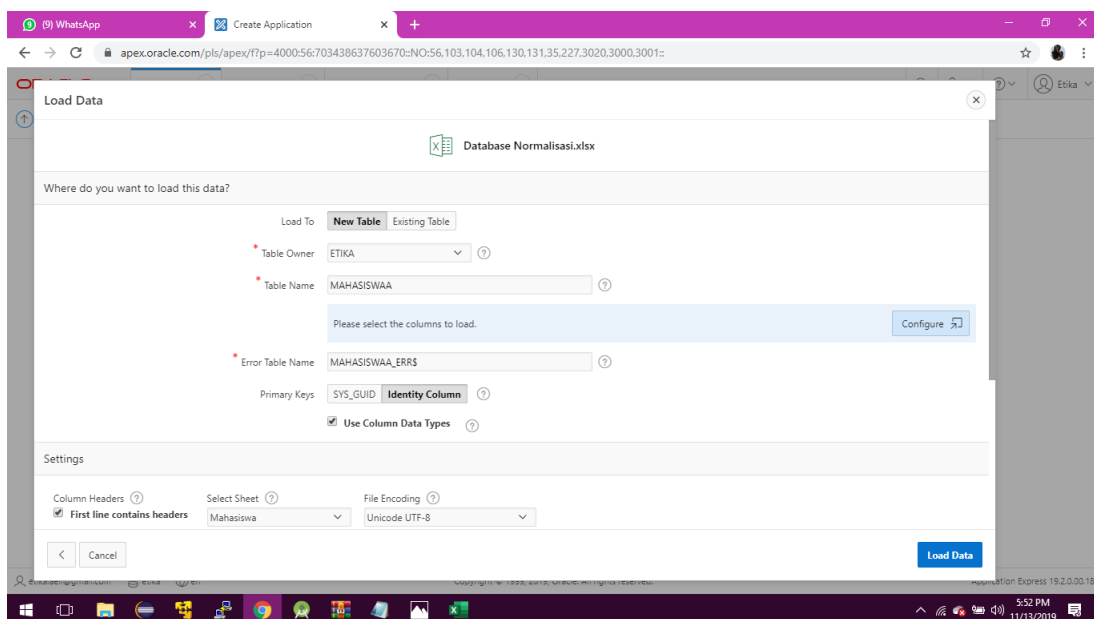 (9) WhatsApp
Create Application
apex.oracle.com/pls/apex/f?p=4000:56:703438637603670::NO:56,103,104,106,130,131,35,227,3020,3000,3001::
Etika
Load Data
Database Normalisasi.xlsx
Where do you want to load this data?
Load To New Table Existing Table
* Table Owner ETIKA
* Table Name MAHASISWAA
Please select the columns to load. Configure
* Error Table Name MAHASISWAA_ERR$
Primary Keys SYS_GUID Identity Column
Use Column Data Types
Settings
Column Headers Select Sheet File Encoding
First line contains headers Mahasiswa Unicode UTF-8
Cancel Load Data
etika en Copyright © 1999, 2019, Oracle. All rights reserved. Application Express 19.2.0.00.18
5:52 PM
11/13/2019